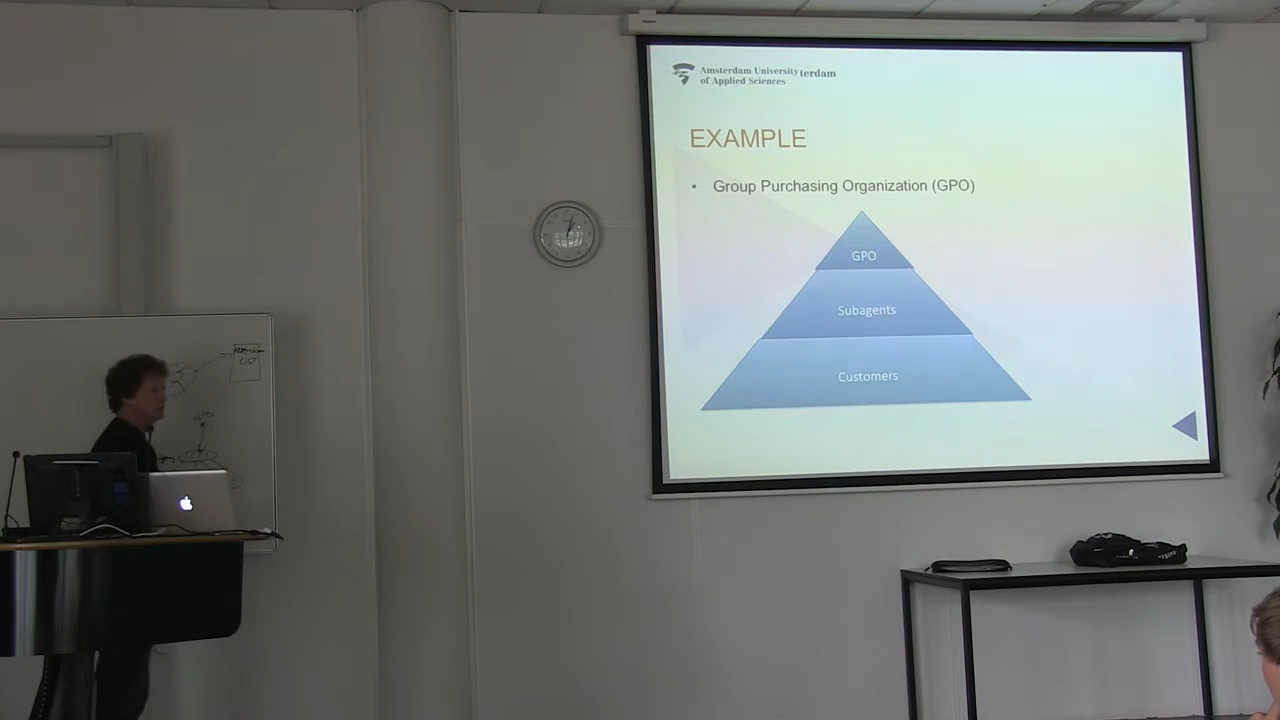 Amsterdam University terdam
of Applied Sciences
EXAMPLE
• Group Purchasing Organization (GPO)
GPO
Subagents
Customers